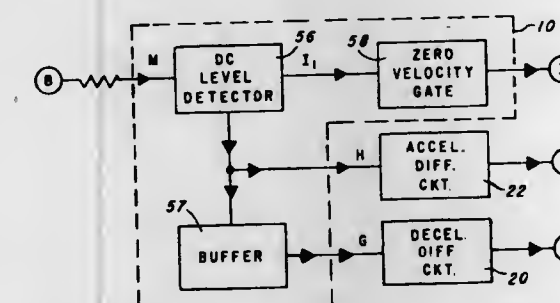 10
56
58
B
M
DC
LEVEL
DETECTOR
I₁
ZERO
VELOCITY
GATE
H
ACCEL.
DIFF.
CKT.
22
57
BUFFER
G
DECEL.
DIFF
CKT.
20